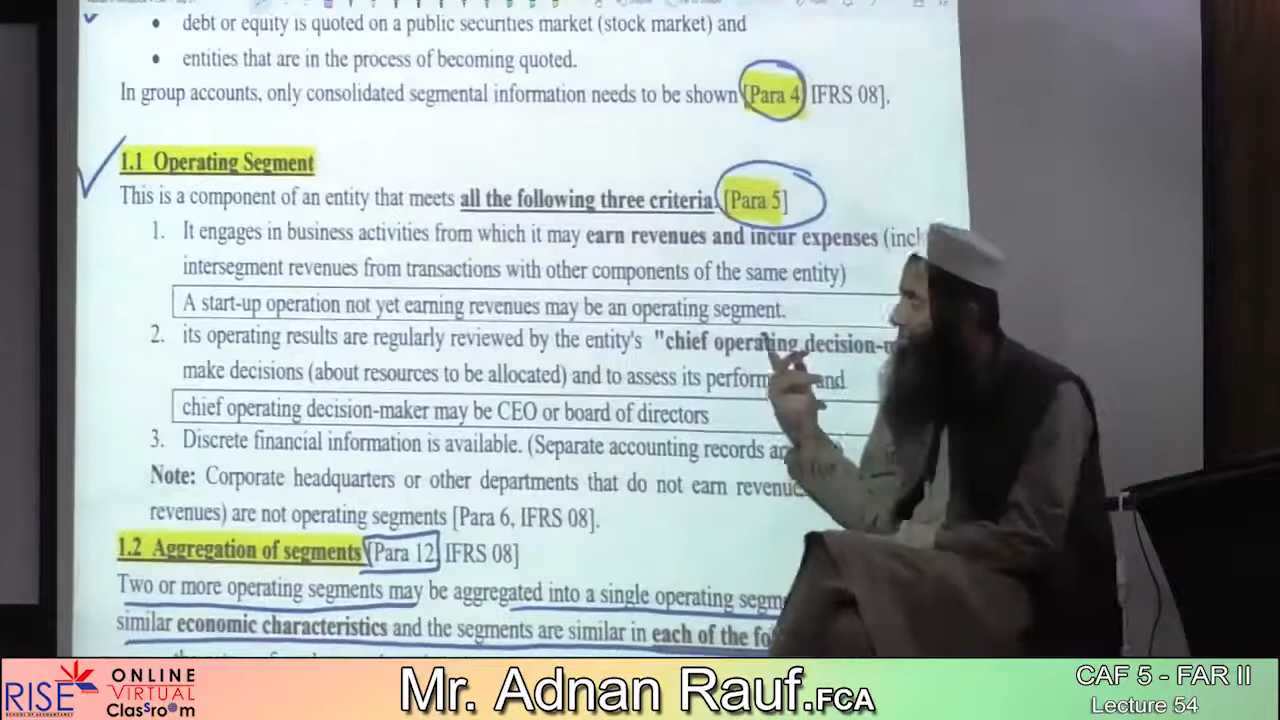 • debt or equity is quoted on a public securities market (stock market) and
• entities that are in the process of becoming quoted.
In group accounts, only consolidated segmental information needs to be shown [Para 4 IFRS 08].
1.1 Operating Segment
This is a component of an entity that meets all the following three criteria [Para 5]
1. It engages in business activities from which it may earn revenues and incur expenses (incl
intersegment revenues from transactions with other components of the same entity)
A start-up operation not yet earning revenues may be an operating segment.
2. its operating results are regularly reviewed by the entity's "chief operating decision-m
make decisions (about resources to be allocated) and to assess its perform and
chief operating decision-maker may be CEO or board of directors
3. Discrete financial information is available. (Separate accounting records a
Note: Corporate headquarters or other departments that do not earn revenue
revenues) are not operating segments [Para 6, IFRS 08].
1.2 Aggregation of segments [Para 12 IFRS 08]
Two or more operating segments may be aggregated into a single operating segm
similar economic characteristics and the segments are similar in each of the fo
RISE
SCHOOL OF ACCOUNTANCY
ONLINE
VIRTUAL
ClassRoom
Mr. Adnan Rauf.FCA
CAF 5 - FAR II
Lecture 54